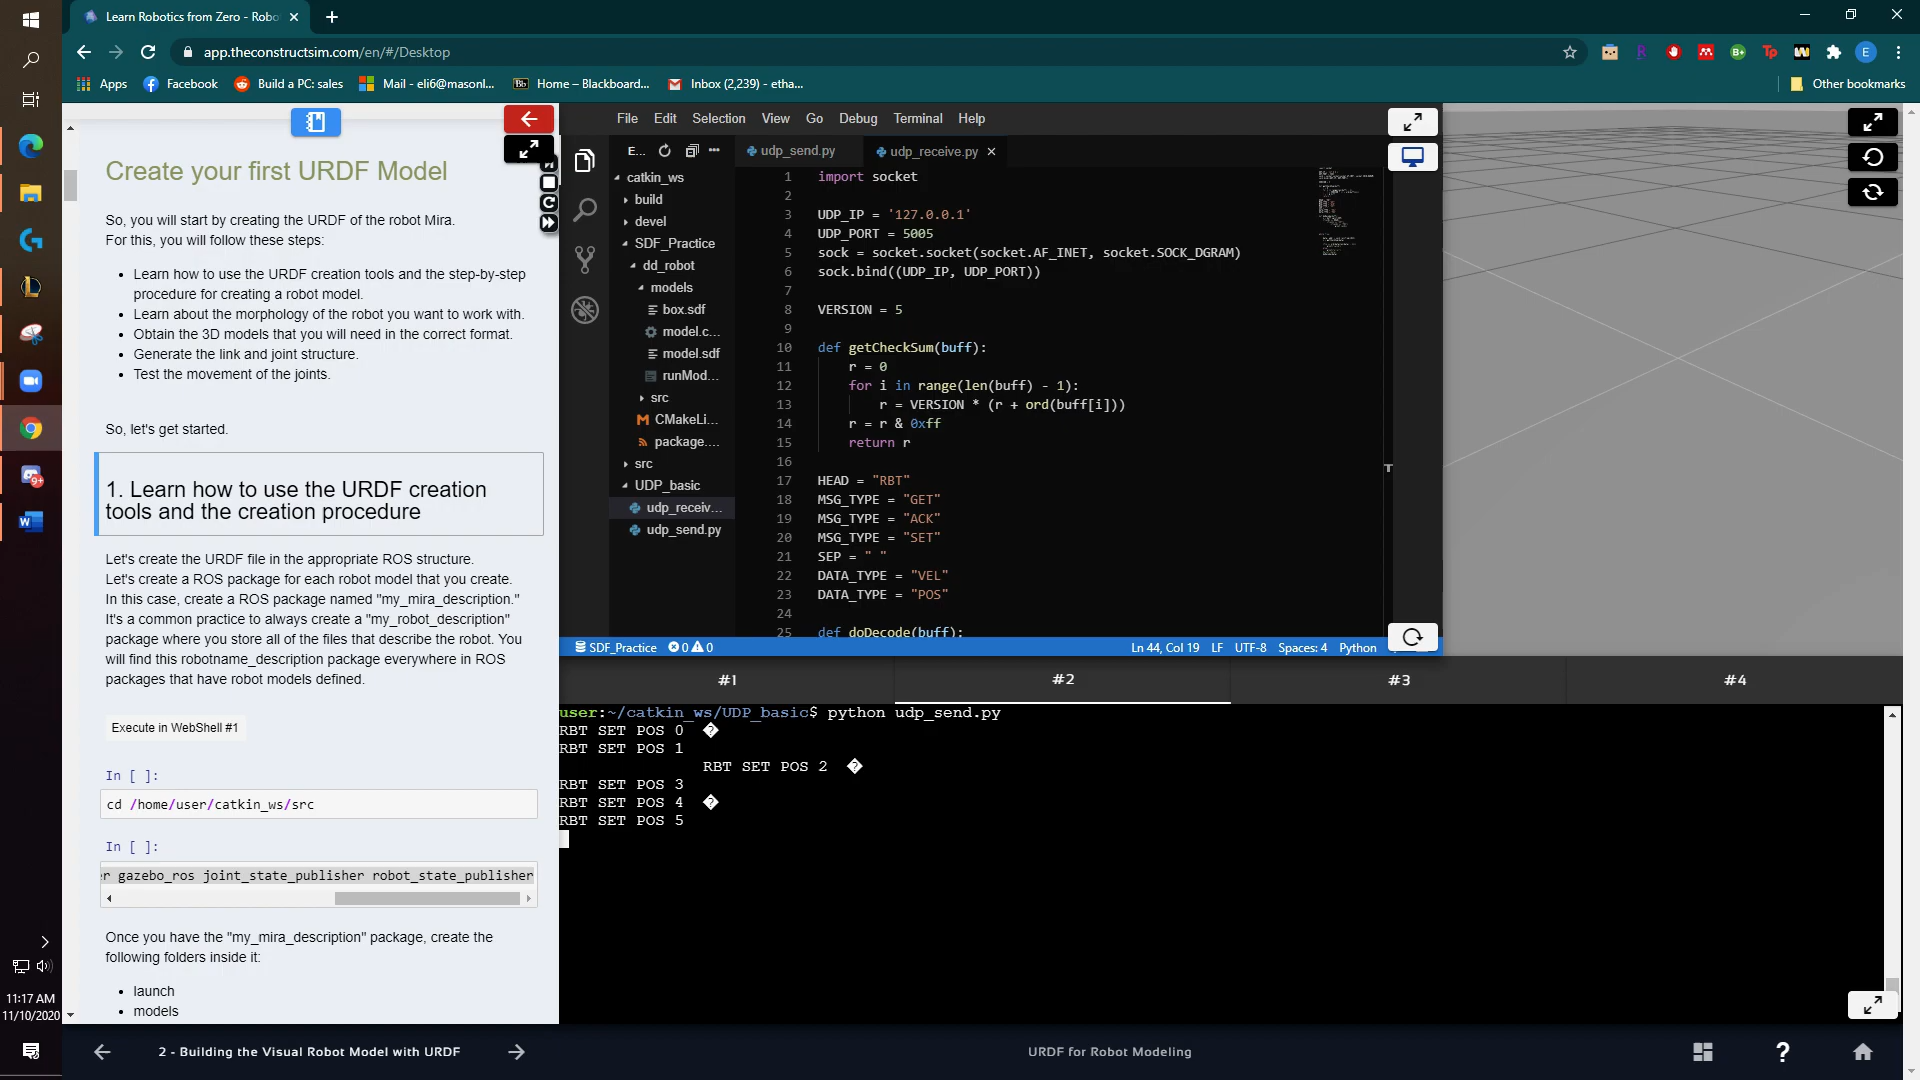 Learn Robotics from Zero - Robo
app.theconstructsim.com/en/#/Desktop
Apps
Facebook
Build a PC: sales
Mail - eli6@masonl...
Home – Blackboard...
Inbox (2,239) - etha...
Other bookmarks
Create your first URDF Model
So, you will start by creating the URDF of the robot Mira.
For this, you will follow these steps:
Learn how to use the URDF creation tools and the step-by-step
procedure for creating a robot model.
Learn about the morphology of the robot you want to work with.
Obtain the 3D models that you will need in the correct format.
Generate the link and joint structure.
Test the movement of the joints.
So, let's get started.
1. Learn how to use the URDF creation
tools and the creation procedure
Let's create the URDF file in the appropriate ROS structure.
Let's create a ROS package for each robot model that you create.
In this case, create a ROS package named "my_mira_description."
It's a common practice to always create a "my_robot_description"
package where you store all of the files that describe the robot. You
will find this robotname_description package everywhere in ROS
packages that have robot models defined.
Execute in WebShell #1
In [ ]:
cd /home/user/catkin_ws/src
In [ ]:
er gazebo_ros joint_state_publisher robot_state_publisher
Once you have the "my_mira_description" package, create the
following folders inside it:
launch
models
File Edit Selection View Go Debug Terminal Help
E...
catkin_ws
build
devel
SDF_Practice
dd_robot
models
box.sdf
model.c...
model.sdf
runMod...
src
CMakeLi...
package....
src
UDP_basic
udp_receiv...
udp_send.py
udp_send.py
udp_receive.py
1 import socket
2
3 UDP_IP = '127.0.0.1'
4 UDP_PORT = 5005
5 sock = socket.socket(socket.AF_INET, socket.SOCK_DGRAM)
6 sock.bind((UDP_IP, UDP_PORT))
7
8 VERSION = 5
9
10 def getCheckSum(buff):
11 r = 0
12 for i in range(len(buff) - 1):
13 r = VERSION * (r + ord(buff[i]))
14 r = r & 0xff
15 return r
16
17 HEAD = "RBT"
18 MSG_TYPE = "GET"
19 MSG_TYPE = "ACK"
20 MSG_TYPE = "SET"
21 SEP = " "
22 DATA_TYPE = "VEL"
23 DATA_TYPE = "POS"
24
25 def doDecode(buff):
SDF_Practice 0 0
Ln 44, Col 19 LF UTF-8 Spaces: 4 Python
#1 #2 #3 #4
user:~/catkin_ws/UDP_basic$ python udp_send.py
RBT SET POS 0 �
RBT SET POS 1
RBT SET POS 2 �
RBT SET POS 3
RBT SET POS 4 �
RBT SET POS 5
2 - Building the Visual Robot Model with URDF
URDF for Robot Modeling
11:17 AM
11/10/2020